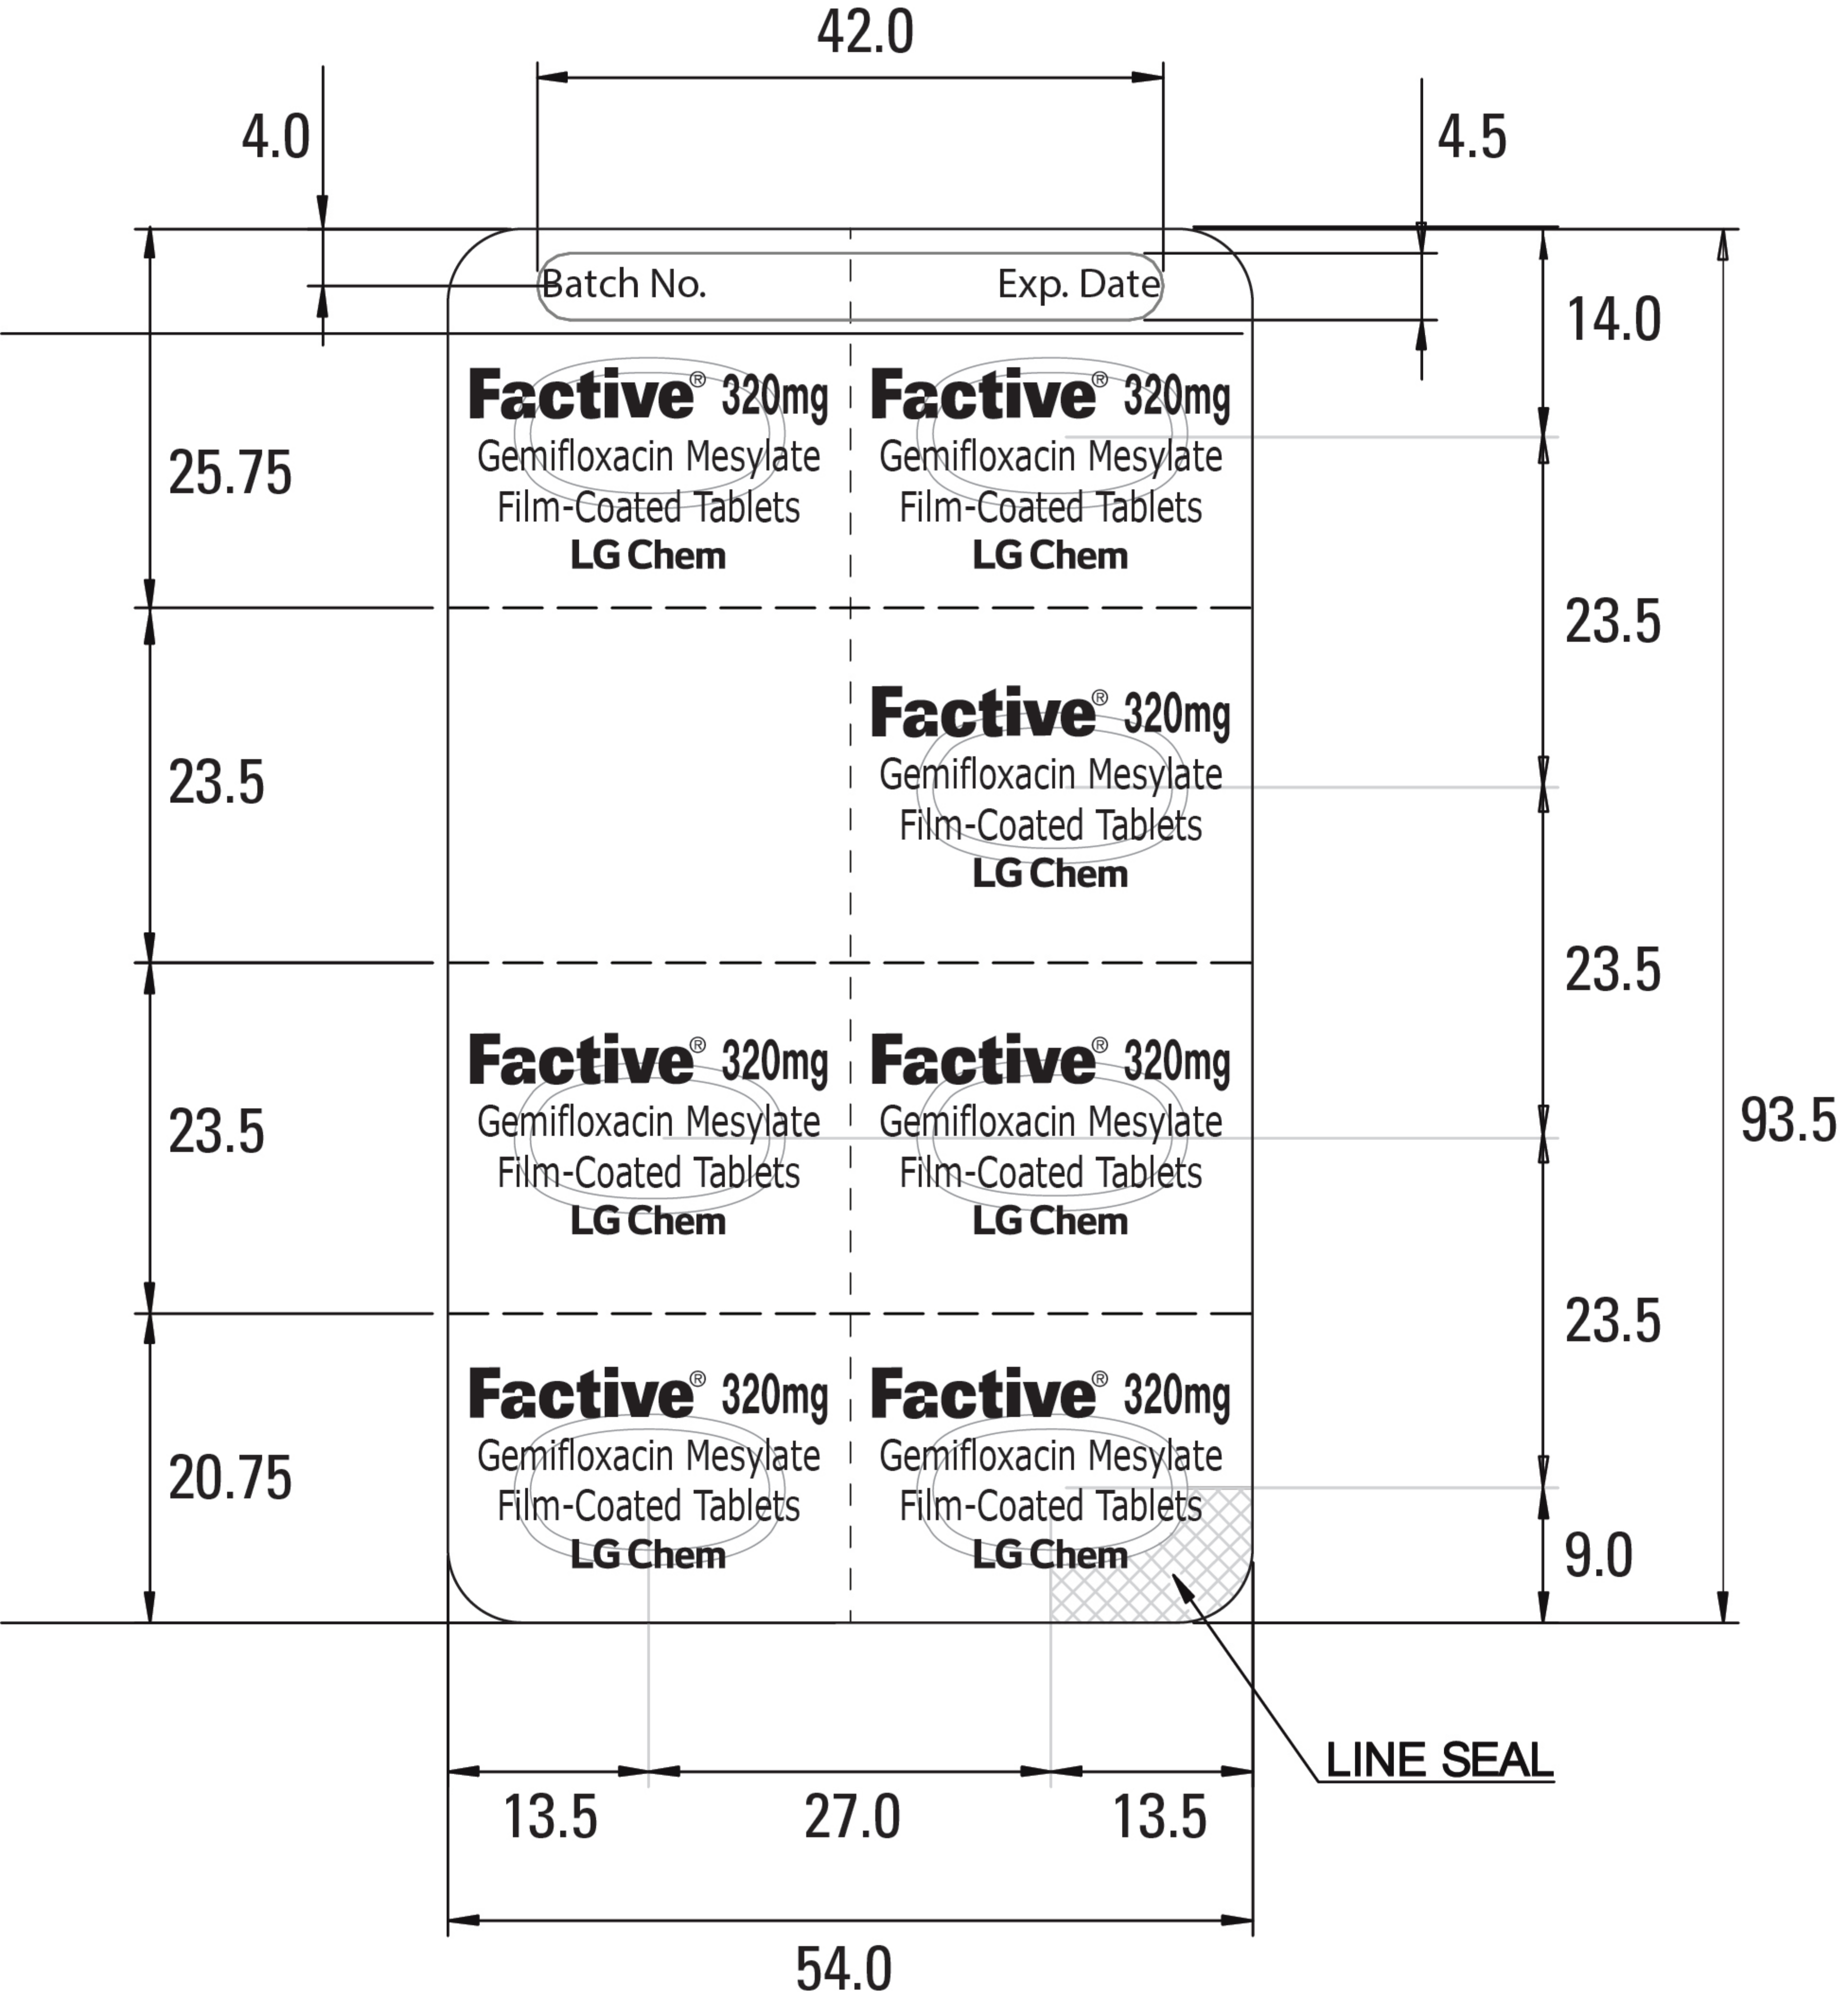 42.0
4.0
4.5
Batch No. Exp. Date
14.0
Factive® 320mg
Gemifloxacin Mesylate
Film-Coated Tablets
LG Chem
Factive® 320mg
Gemifloxacin Mesylate
Film-Coated Tablets
LG Chem
25.75
23.5
Factive® 320mg
Gemifloxacin Mesylate
Film-Coated Tablets
LG Chem
23.5
23.5
Factive® 320mg
Gemifloxacin Mesylate
Film-Coated Tablets
LG Chem
Factive® 320mg
Gemifloxacin Mesylate
Film-Coated Tablets
LG Chem
23.5
93.5
23.5
Factive® 320mg
Gemifloxacin Mesylate
Film-Coated Tablets
LG Chem
Factive® 320mg
Gemifloxacin Mesylate
Film-Coated Tablets
LG Chem
20.75
9.0
LINE SEAL
13.5 27.0 13.5
54.0